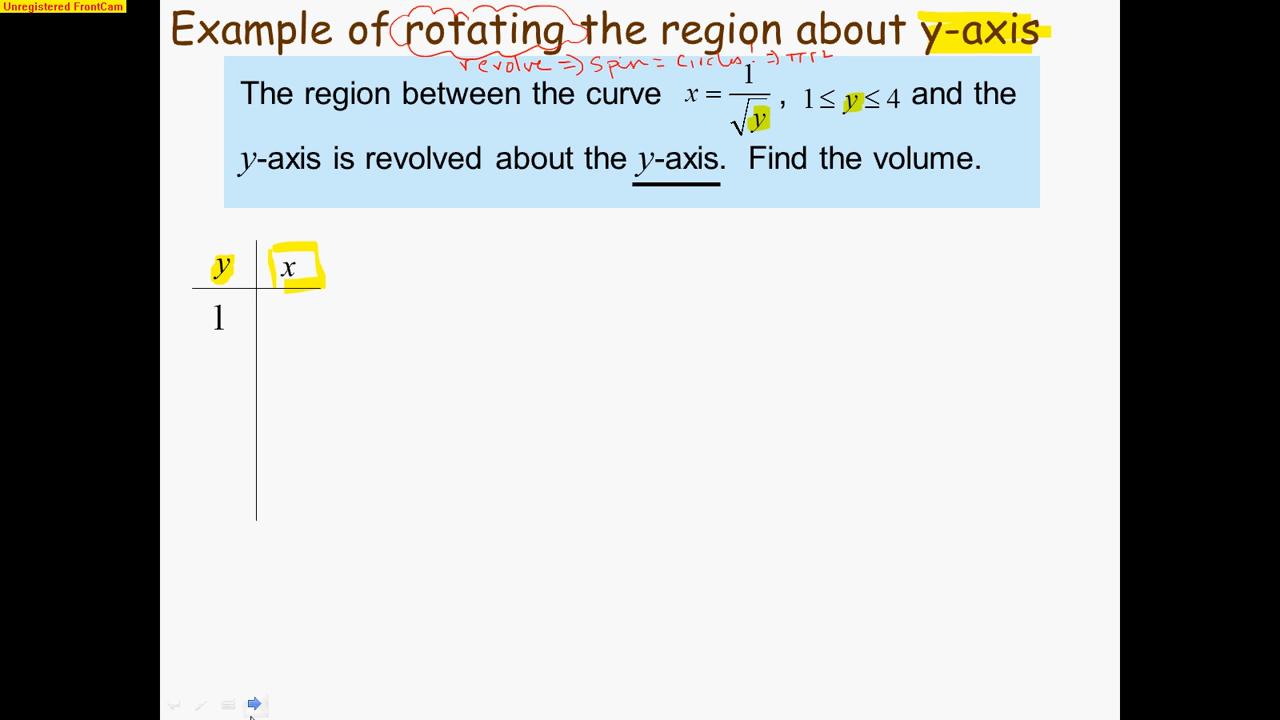 Unregistered FrontCam
Example of rotating the region about y-axis
revolve => spin = circles! => πr²
The region between the curve x = 1/√y , 1 ≤ y ≤ 4 and the
y-axis is revolved about the y-axis. Find the volume.
y x
1